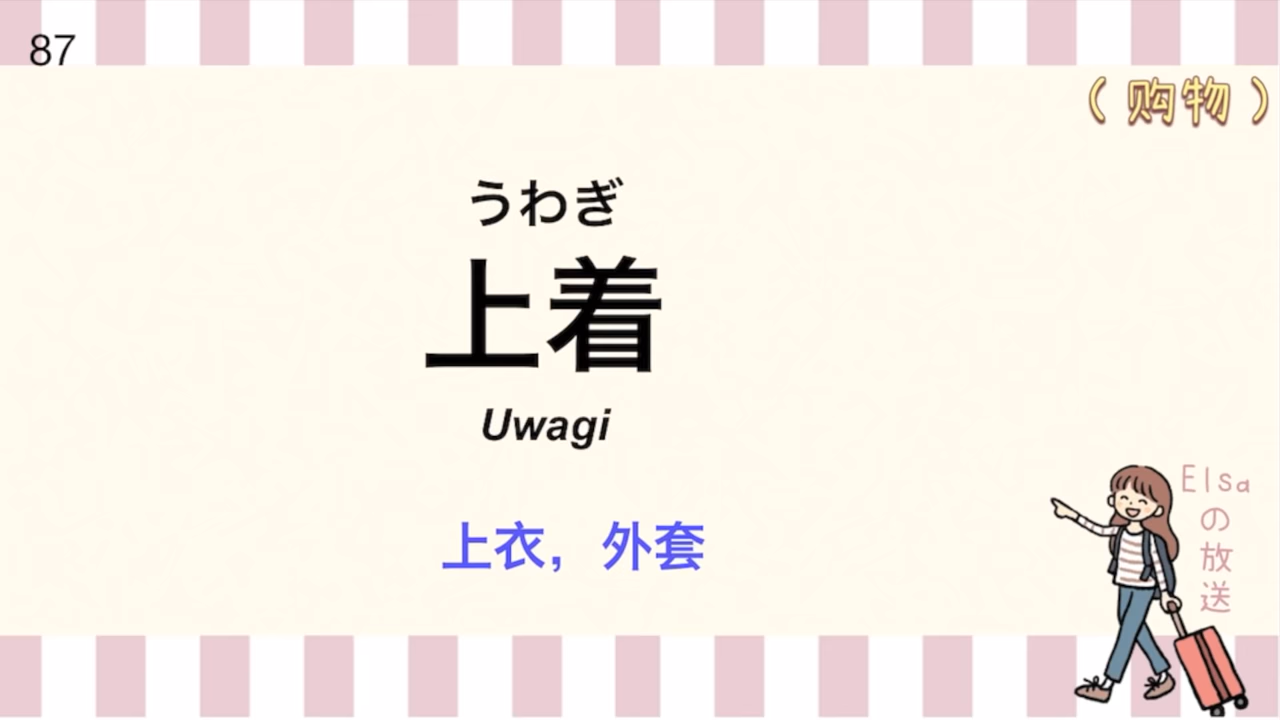 87
（购物）
うわぎ
上着
Uwagi
上衣，外套
Elsa
の
放
送